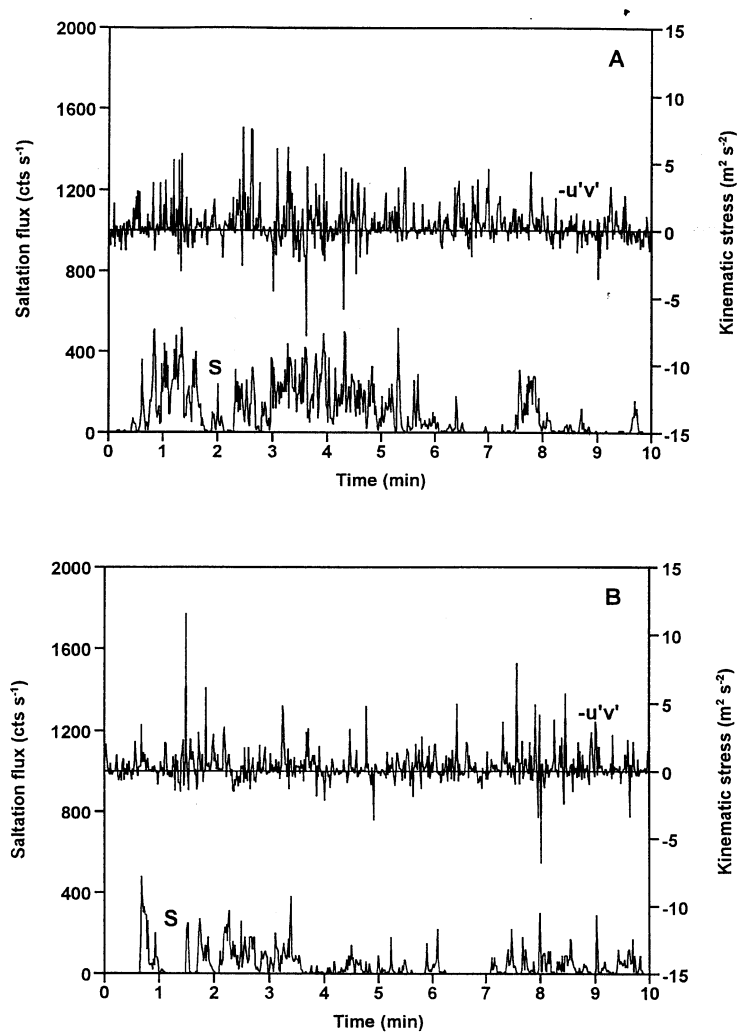 2000
1600
1200
800
400
0
Saltation flux (cts s⁻¹)
15
10
5
0
-5
-10
-15
Kinematic stress (m² s⁻²)
A
-u'v'
S
0 1 2 3 4 5 6 7 8 9 10
Time (min)
2000
1600
1200
800
400
0
Saltation flux (cts s⁻¹)
15
10
5
0
-5
-10
-15
Kinematic stress (m² s⁻²)
B
-u'v'
S
0 1 2 3 4 5 6 7 8 9 10
Time (min)